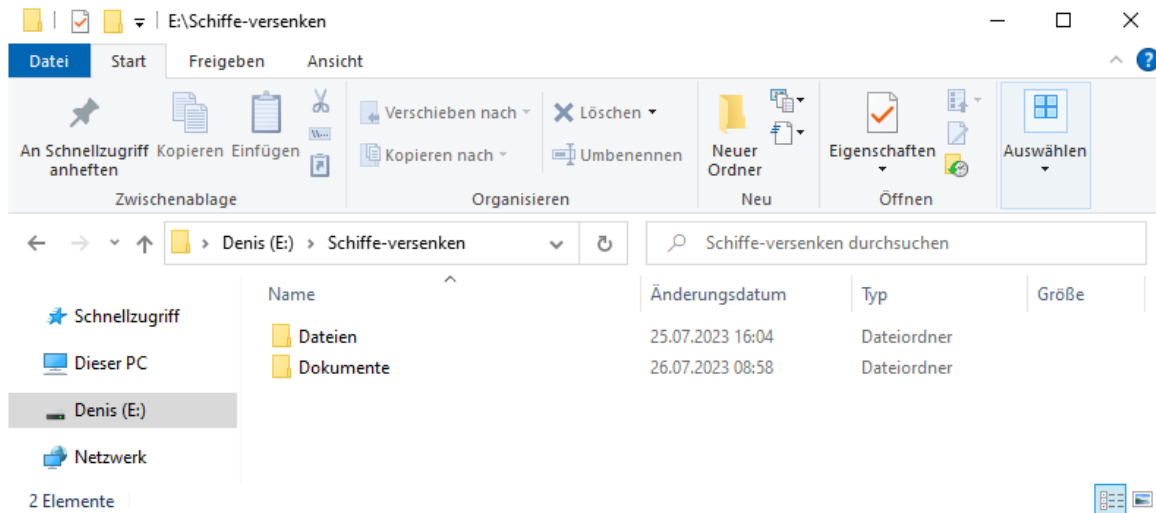 E:\Schiffe-versenken
Datei Start Freigeben Ansicht
An Schnellzugriff anheften
Kopieren
Einfügen
Zwischenablage
Verschieben nach
Kopieren nach
Löschen
Umbenennen
Organisieren
Neuer Ordner
Neu
Eigenschaften
Öffnen
Auswählen
Denis (E:) > Schiffe-versenken
Schiffe-versenken durchsuchen
Schnellzugriff
Dieser PC
Denis (E:)
Netzwerk
Name Änderungsdatum Typ Größe
Dateien 25.07.2023 16:04 Dateiordner
Dokumente 26.07.2023 08:58 Dateiordner
2 Elemente